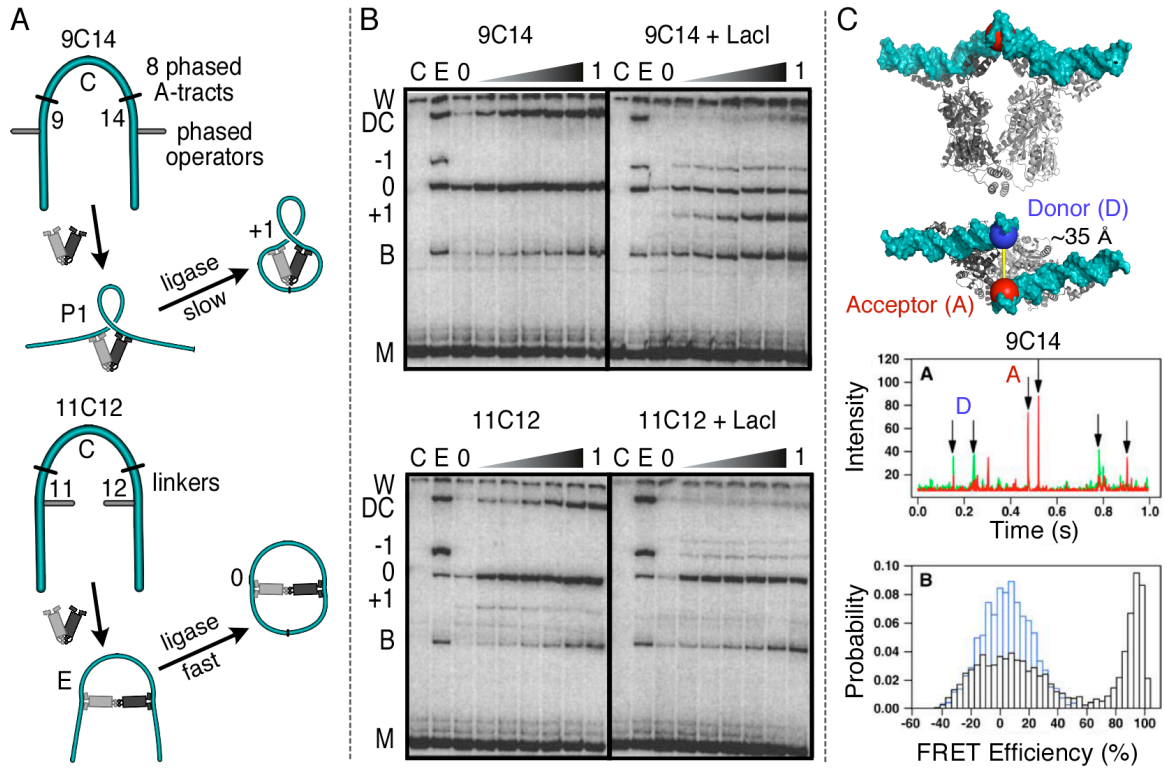 A
9C14
C
8 phased
A-tracts
9
14
phased
operators
+1
ligase
slow
P1
11C12
C
11
12
linkers
0
ligase
fast
E
B
9C14
9C14 + LacI
C E 0 1
C E 0 1
W
DC
-1
0
+1
B
M
11C12
11C12 + LacI
C E 0 1
C E 0 1
W
DC
-1
0
+1
B
M
C
Donor (D)
~35 Å
Acceptor (A)
9C14
A
D
A
120
100
80
60
40
20
Intensity
0.0 0.2 0.4 0.6 0.8 1.0
Time (s)
B
0.10
0.08
0.06
0.04
0.02
0.00
Probability
-60 -40 -20 0 20 40 60 80 100
FRET Efficiency (%)